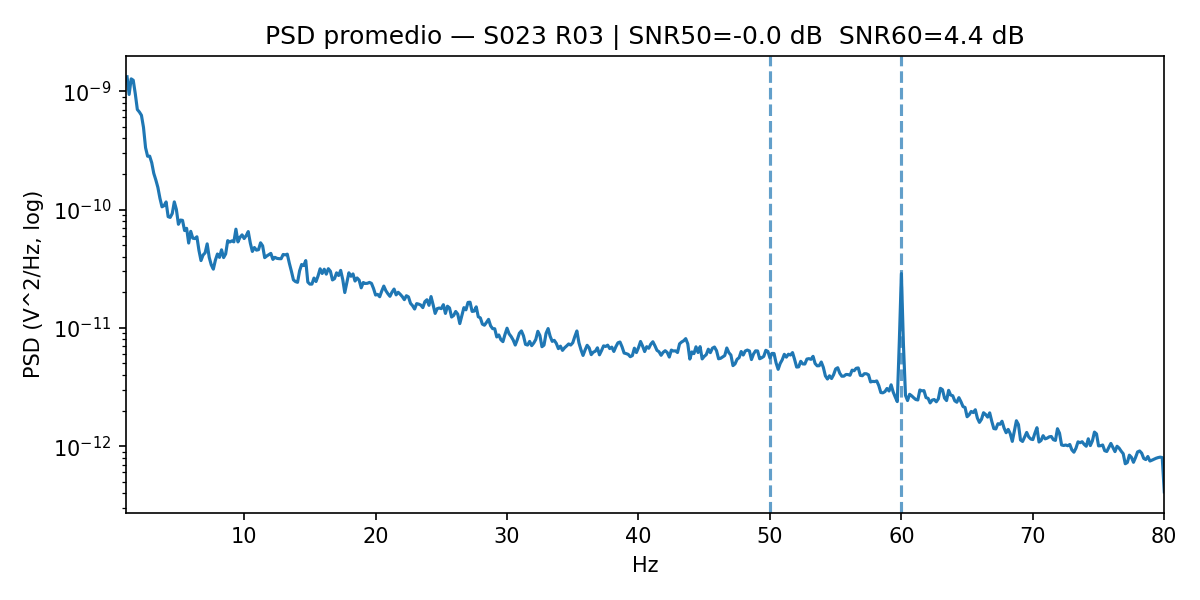 PSD promedio — S023 R03 | SNR50=-0.0 dB  SNR60=4.4 dB
PSD (V^2/Hz, log)
10⁻⁹
10⁻¹⁰
10⁻¹¹
10⁻¹²
10 20 30 40 50 60 70 80
Hz